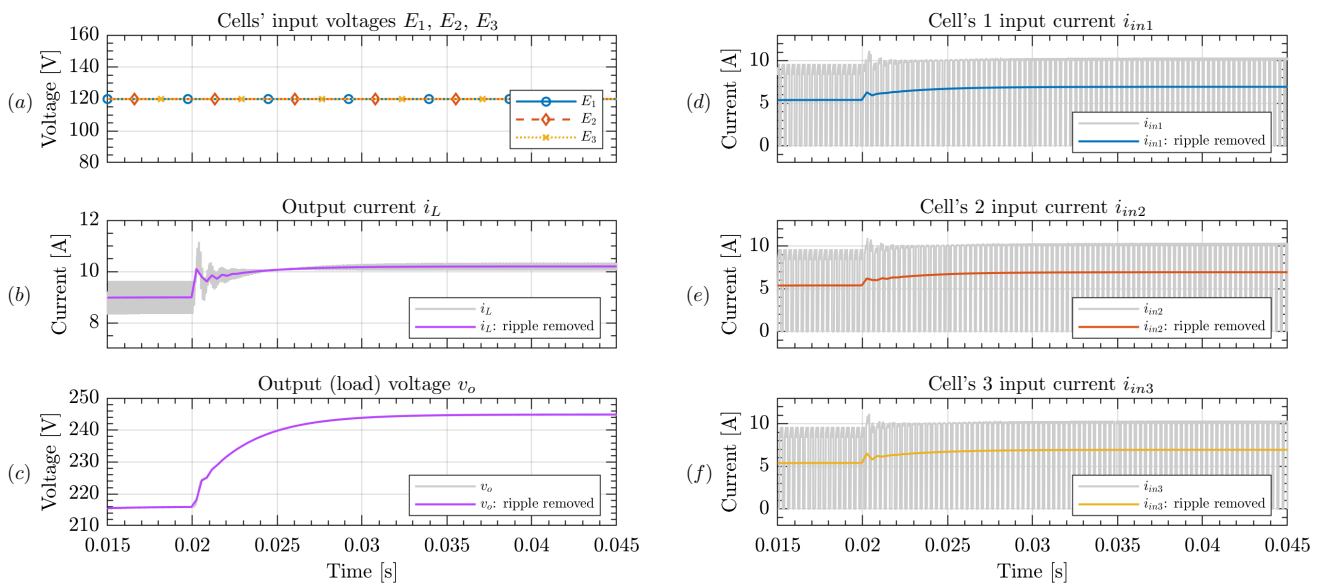 Cells' input voltages E1, E2, E3
(a)
Voltage [V]
160
140
120
100
80
E1
E2
E3
Output current iL
(b)
Current [A]
12
10
8
iL
iL: ripple removed
Output (load) voltage vo
(c)
Voltage [V]
250
240
230
220
210
vo
vo: ripple removed
0.015 0.02 0.025 0.03 0.035 0.04 0.045
Time [s]
Cell's 1 input current iin1
(d)
Current [A]
10
5
0
iin1
iin1: ripple removed
Cell's 2 input current iin2
(e)
Current [A]
10
5
0
iin2
iin2: ripple removed
Cell's 3 input current iin3
(f)
Current [A]
10
5
0
iin3
iin3: ripple removed
0.015 0.02 0.025 0.03 0.035 0.04 0.045
Time [s]